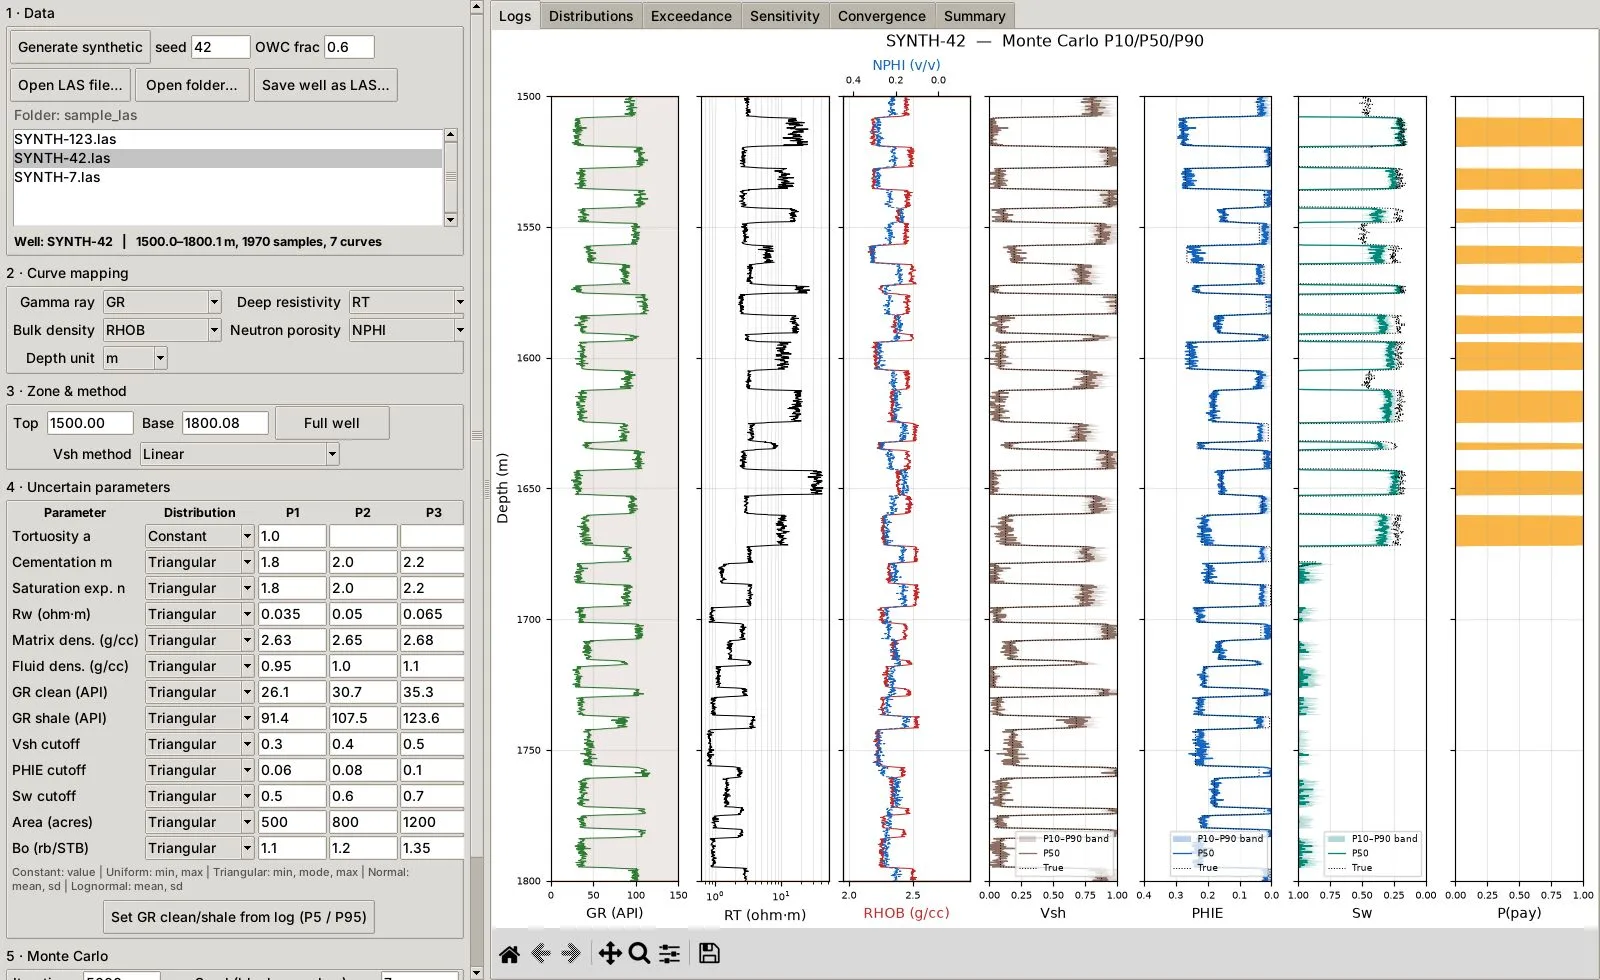 1 · Data
Generate synthetic seed 42 OWC frac 0.6
Open LAS file... Open folder... Save well as LAS...
Folder: sample_las
SYNTH-123.las
SYNTH-42.las
SYNTH-7.las
Well: SYNTH-42 | 1500.0–1800.1 m, 1970 samples, 7 curves
2 · Curve mapping
Gamma ray GR Deep resistivity RT
Bulk density RHOB Neutron porosity NPHI
Depth unit m
3 · Zone & method
Top 1500.00 Base 1800.08 Full well
Vsh method Linear
4 · Uncertain parameters
Parameter Distribution P1 P2 P3
Tortuosity a Constant 1.0
Cementation m Triangular 1.8 2.0 2.2
Saturation exp. n Triangular 1.8 2.0 2.2
Rw (ohm·m) Triangular 0.035 0.05 0.065
Matrix dens. (g/cc) Triangular 2.63 2.65 2.68
Fluid dens. (g/cc) Triangular 0.95 1.0 1.1
GR clean (API) Triangular 26.1 30.7 35.3
GR shale (API) Triangular 91.4 107.5 123.6
Vsh cutoff Triangular 0.3 0.4 0.5
PHIE cutoff Triangular 0.06 0.08 0.1
Sw cutoff Triangular 0.5 0.6 0.7
Area (acres) Triangular 500 800 1200
Bo (rb/STB) Triangular 1.1 1.2 1.35
Constant: value | Uniform: min, max | Triangular: min, mode, max | Normal:
mean, sd | Lognormal: mean, sd
Set GR clean/shale from log (P5 / P95)
5 · Monte Carlo
Logs Distributions Exceedance Sensitivity Convergence Summary
SYNTH-42 — Monte Carlo P10/P50/P90
NPHI (v/v)
0.4 0.2 0.0
1500
1550
1600
1650
1700
1750
1800
Depth (m)
P10–P90 band
P50
True
P10–P90 band
P50
True
P10–P90 band
P50
True
0 50 100 150
10⁰ 10¹
2.0 2.5
0.00 0.25 0.50 0.75 1.00
0.4 0.3 0.2 0.1 0.0
1.00 0.75 0.50 0.25 0.00
0.00 0.25 0.50 0.75 1.00
GR (API) RT (ohm·m) RHOB (g/cc) Vsh PHIE Sw P(pay)